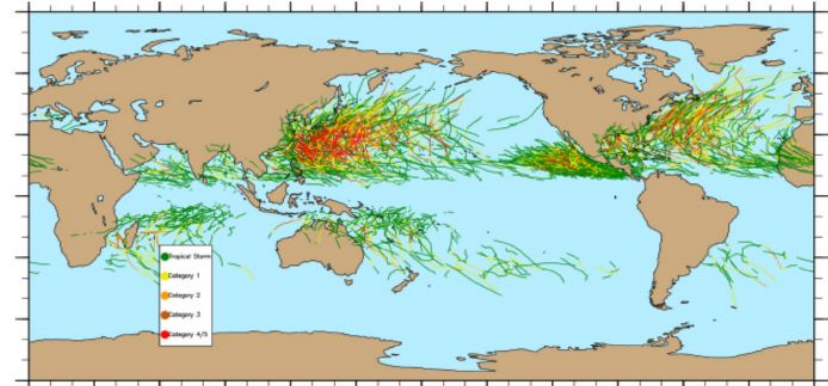 Tropical Storm
Category 1
Category 2
Category 3
Category 4/5